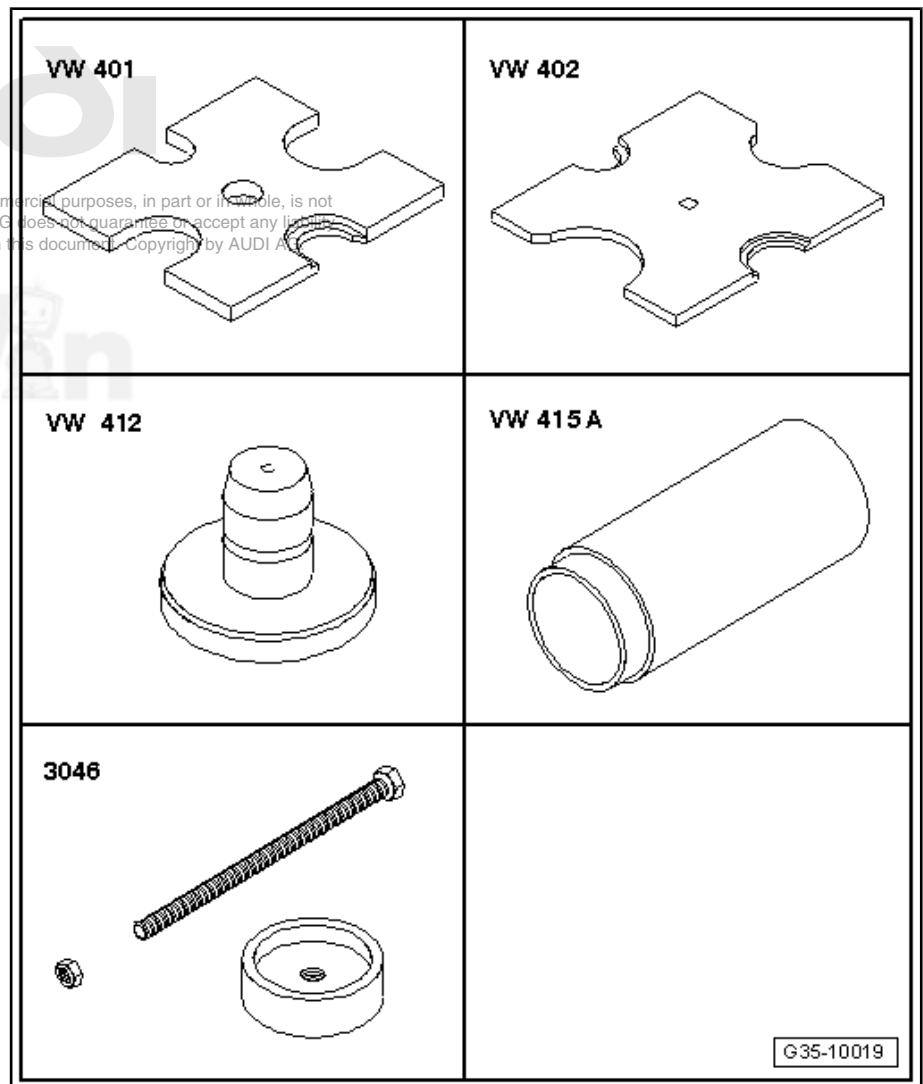 VW 401
VW 402
mercial purposes, in part or in whole, is not
G does not guarantee or accept any liability
this document. Copyright by AUDI AG
VW 412
VW 415 A
3046
G35-10019